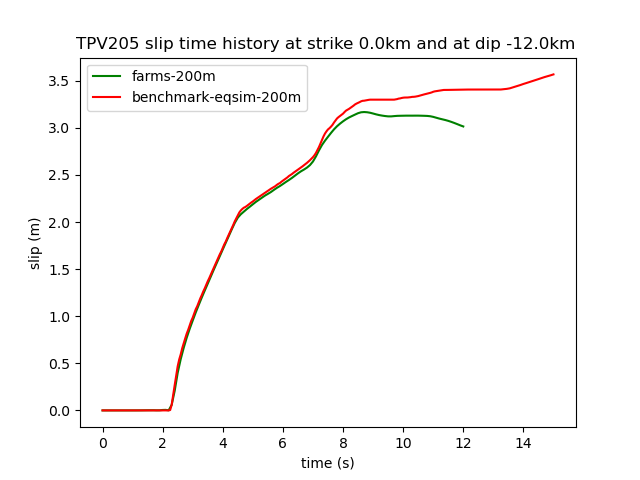 TPV205 slip time history at strike 0.0km and at dip -12.0km
farms-200m
benchmark-eqsim-200m
3.5
3.0
2.5
2.0
1.5
1.0
0.5
0.0
slip (m)
0 2 4 6 8 10 12 14
time (s)